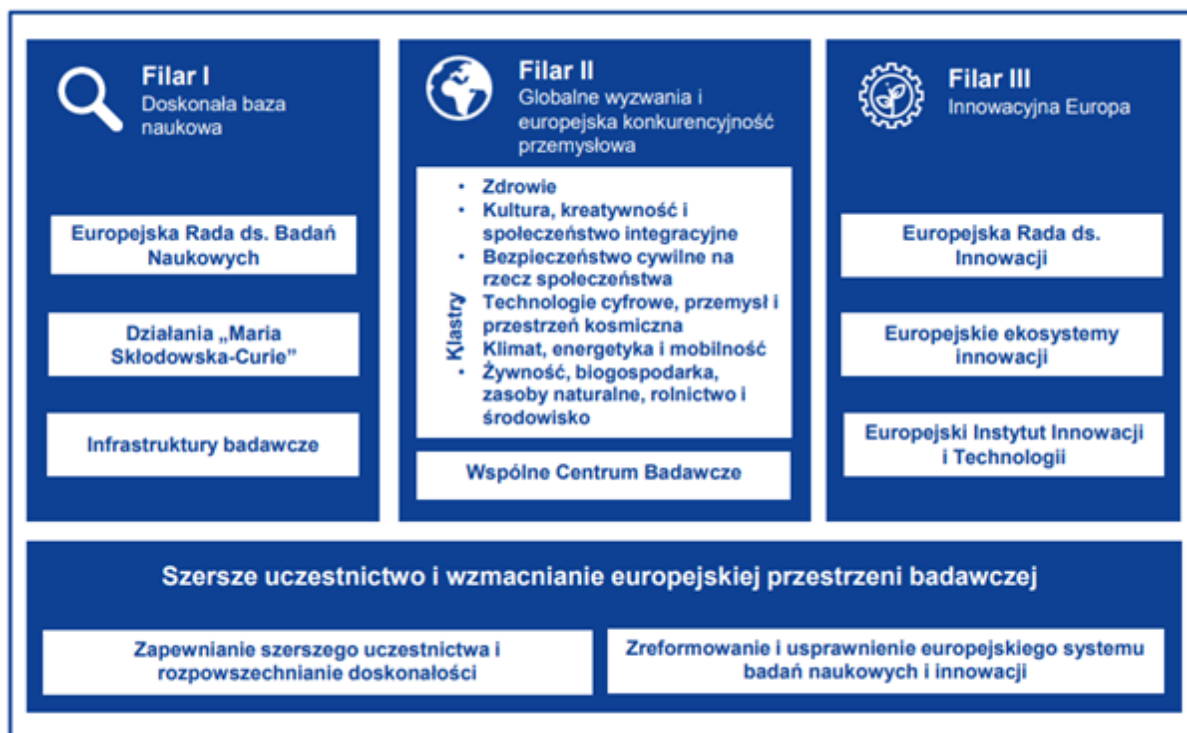 Filar I
Doskonała baza
naukowa
Europejska Rada ds. Badań
Naukowych
Działania „Maria
Skłodowska-Curie”
Infrastruktury badawcze
Filar II
Globalne wyzwania i
europejska konkurencyjność
przemysłowa
Klastry
• Zdrowie
• Kultura, kreatywność i
społeczeństwo integracyjne
• Bezpieczeństwo cywilne na
rzecz społeczeństwa
• Technologie cyfrowe, przemysł i
przestrzeń kosmiczna
• Klimat, energetyka i mobilność
• Żywność, biogospodarka,
zasoby naturalne, rolnictwo i
środowisko
Wspólne Centrum Badawcze
Filar III
Innowacyjna Europa
Europejska Rada ds.
Innowacji
Europejskie ekosystemy
innowacji
Europejski Instytut Innowacji
i Technologii
Szersze uczestnictwo i wzmacnianie europejskiej przestrzeni badawczej
Zapewnianie szerszego uczestnictwa i
rozpowszechnianie doskonałości
Zreformowanie i usprawnienie europejskiego systemu
badań naukowych i innowacji